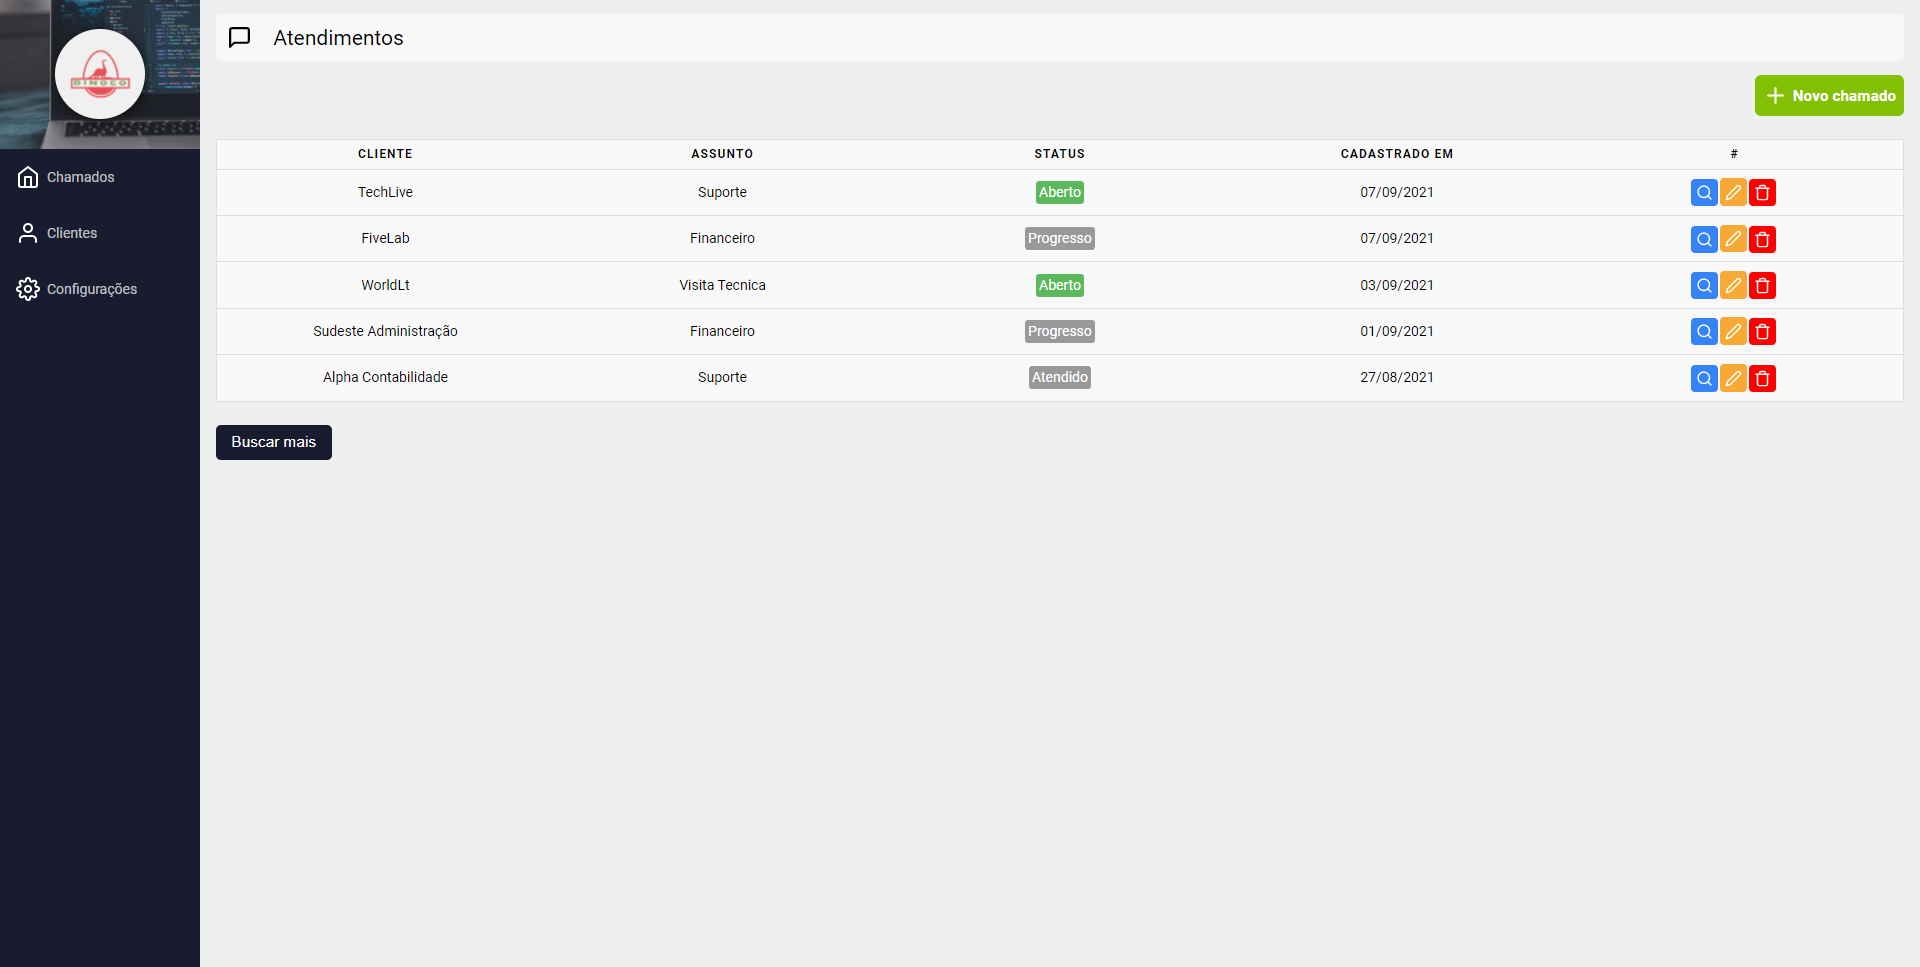 DINOCO
Chamados
Clientes
Configurações
Atendimentos
Novo chamado
CLIENTE ASSUNTO STATUS CADASTRADO EM #
TechLive Suporte Aberto 07/09/2021
FiveLab Financeiro Progresso 07/09/2021
WorldLt Visita Tecnica Aberto 03/09/2021
Sudeste Administração Financeiro Progresso 01/09/2021
Alpha Contabilidade Suporte Atendido 27/08/2021
Buscar mais